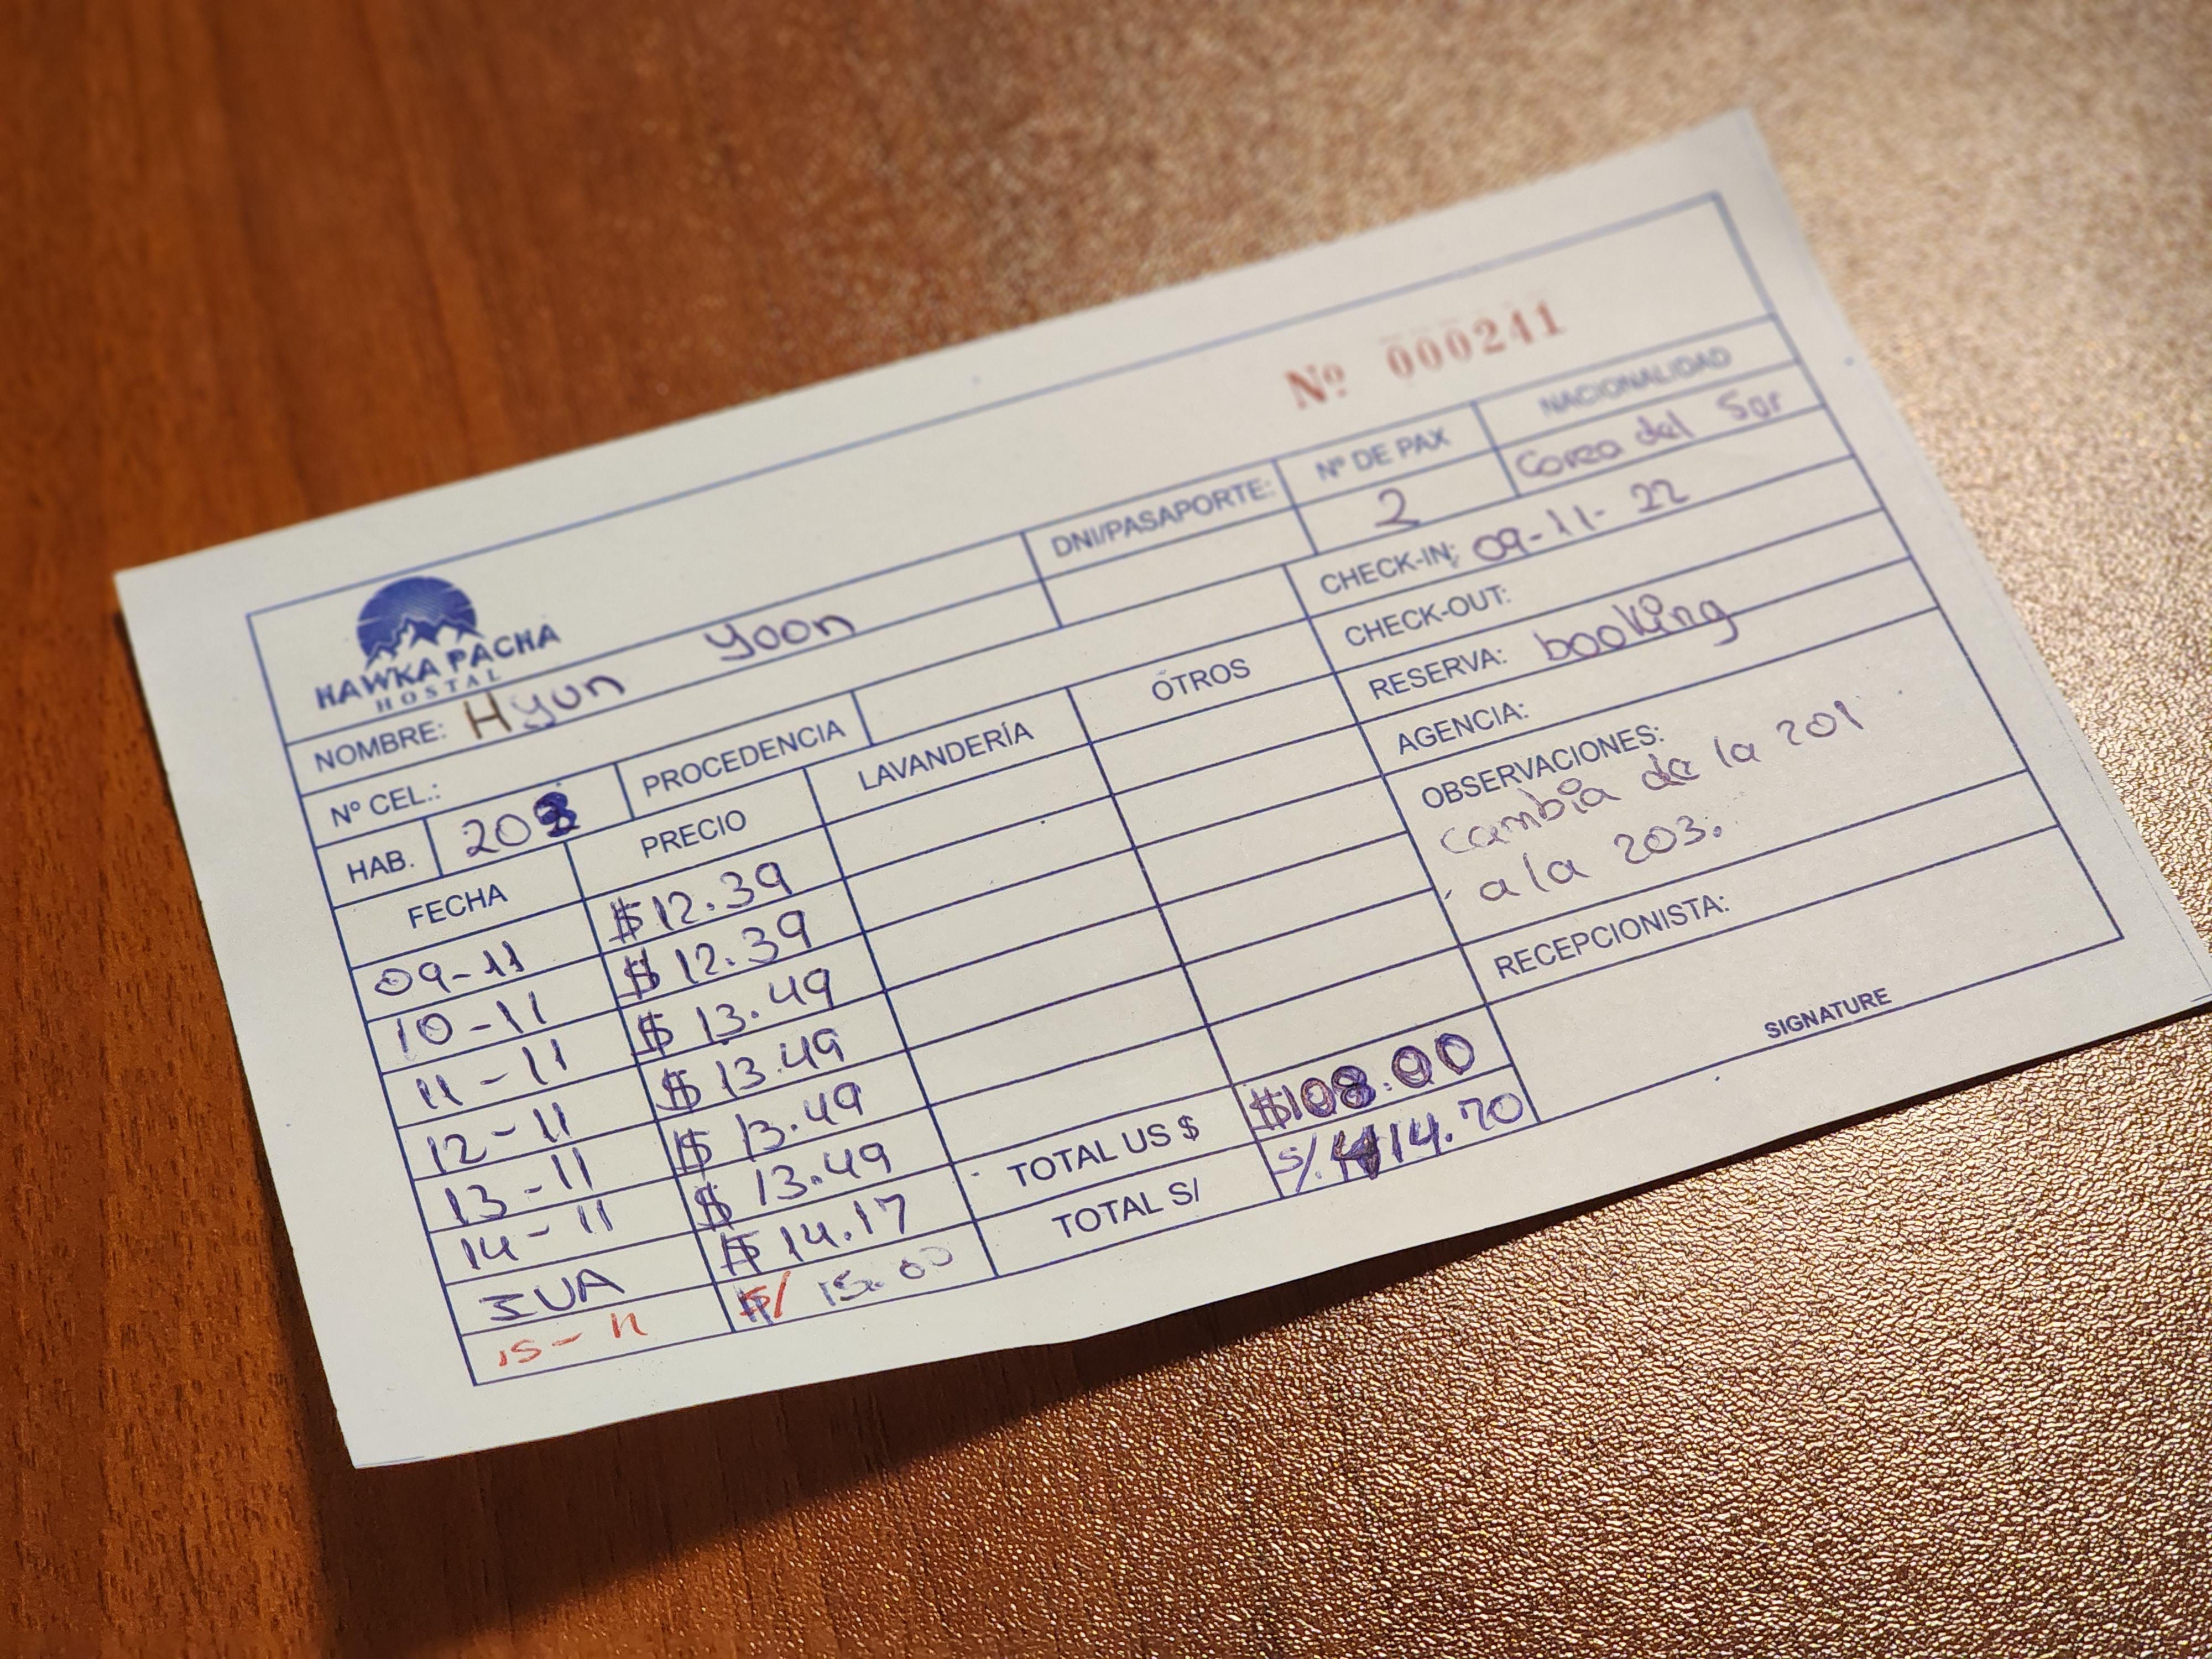 Nº 000241
HAWKA PACHA
HOSTAL
NOMBRE: Hyun Yoon
DNI/PASAPORTE:
Nº DE PAX
2
NACIONALIDAD
Corea del Sur
Nº CEL.:
CHECK-IN: 09-11-22
CHECK-OUT:
HAB. 203
PROCEDENCIA
RESERVA: booking
AGENCIA:
FECHA PRECIO LAVANDERÍA OTROS
09-11 $12.39
10-11 $12.39
11-11 $13.49
12-11 $13.49
13-11 $13.49
14-11 $13.49
IUA $14.17
15-11 S/ 15.00
OBSERVACIONES:
cambia de la 201
a la 203.
RECEPCIONISTA:
TOTAL US $ $108.00
TOTAL S/ S/.414.70
SIGNATURE